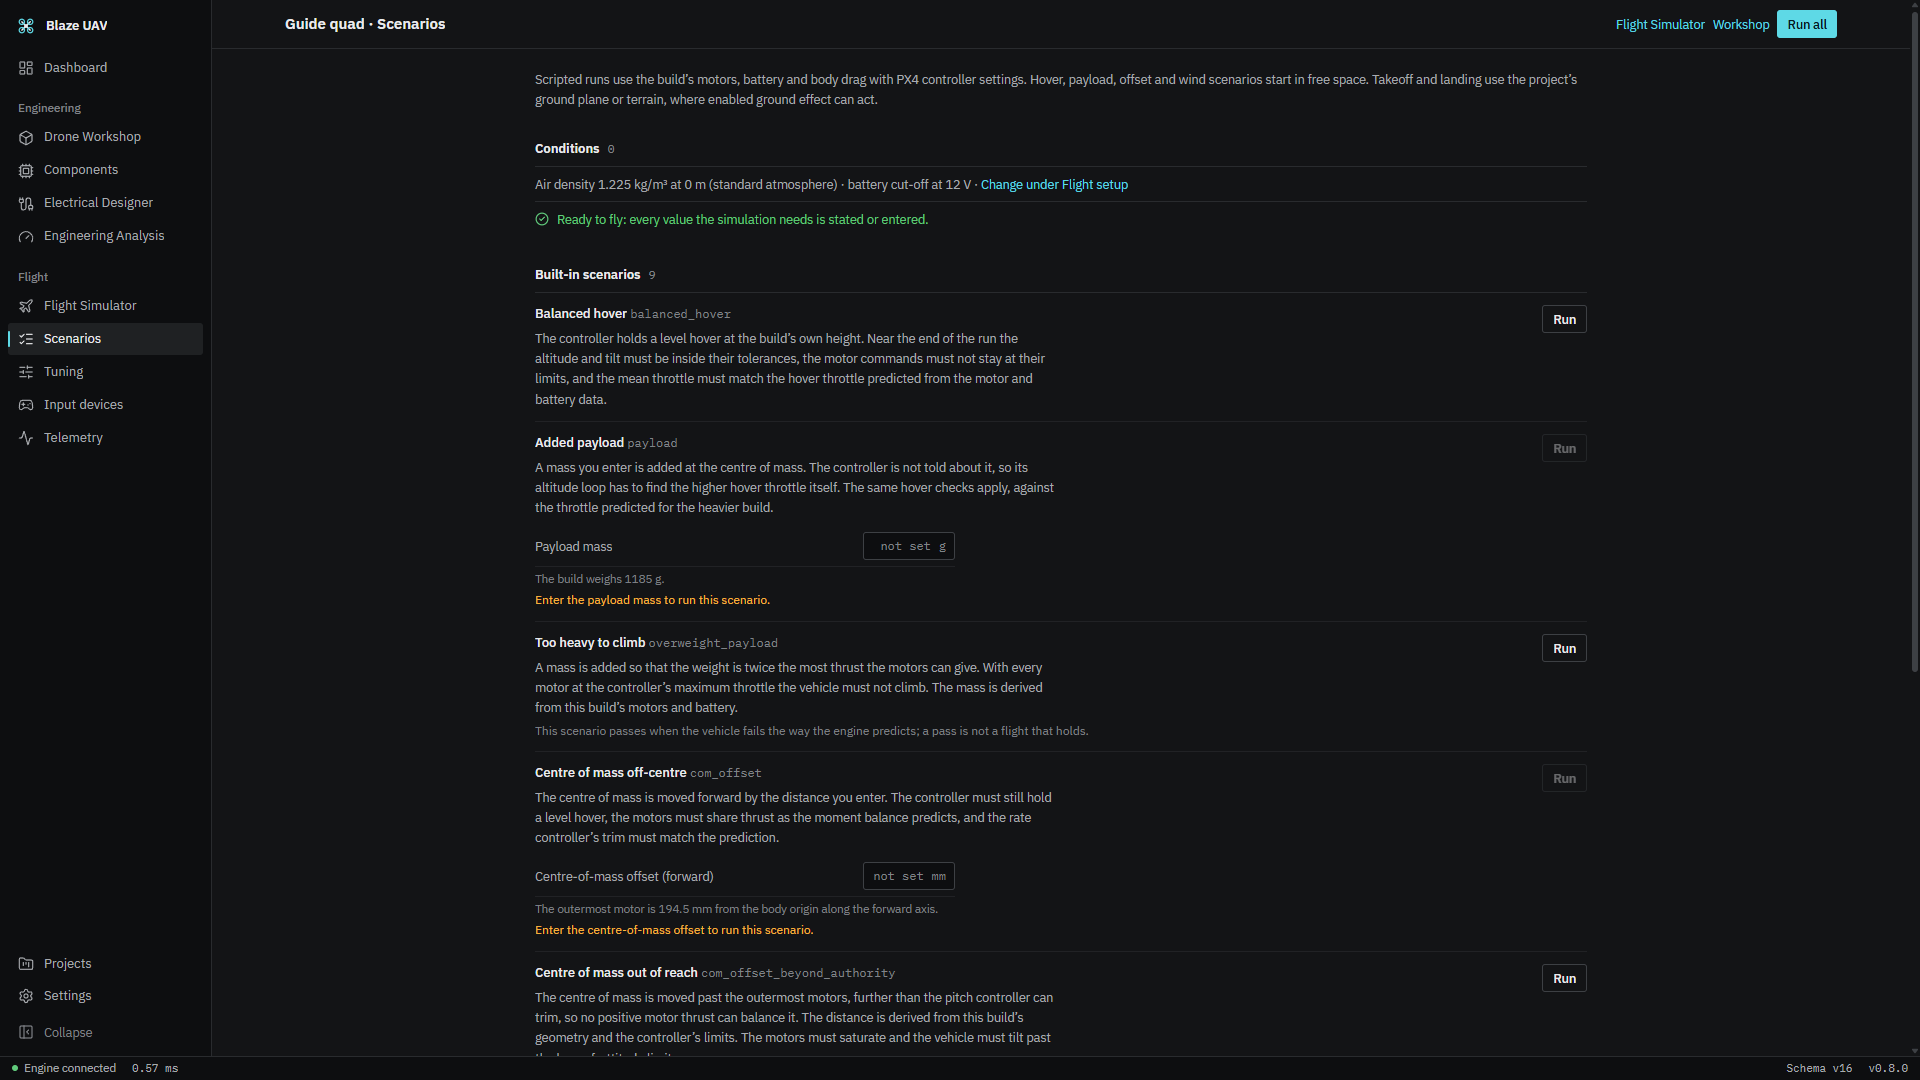 Blaze UAV
Guide quad · Scenarios
Flight Simulator Workshop Run all
Dashboard
Engineering
Drone Workshop
Components
Electrical Designer
Engineering Analysis
Flight
Flight Simulator
Scenarios
Tuning
Input devices
Telemetry
Projects
Settings
Collapse
Scripted runs use the build’s motors, battery and body drag with PX4 controller settings. Hover, payload, offset and wind scenarios start in free space. Takeoff and landing use the project’s
ground plane or terrain, where enabled ground effect can act.
Conditions 0
Air density 1.225 kg/m³ at 0 m (standard atmosphere) · battery cut-off at 12 V · Change under Flight setup
Ready to fly: every value the simulation needs is stated or entered.
Built-in scenarios 9
Balanced hover balanced_hover
Run
The controller holds a level hover at the build’s own height. Near the end of the run the
altitude and tilt must be inside their tolerances, the motor commands must not stay at their
limits, and the mean throttle must match the hover throttle predicted from the motor and
battery data.
Added payload payload
Run
A mass you enter is added at the centre of mass. The controller is not told about it, so its
altitude loop has to find the higher hover throttle itself. The same hover checks apply, against
the throttle predicted for the heavier build.
Payload mass not set g
The build weighs 1185 g.
Enter the payload mass to run this scenario.
Too heavy to climb overweight_payload
Run
A mass is added so that the weight is twice the most thrust the motors can give. With every
motor at the controller’s maximum throttle the vehicle must not climb. The mass is derived
from this build’s motors and battery.
This scenario passes when the vehicle fails the way the engine predicts; a pass is not a flight that holds.
Centre of mass off-centre com_offset
Run
The centre of mass is moved forward by the distance you enter. The controller must still hold
a level hover, the motors must share thrust as the moment balance predicts, and the rate
controller’s trim must match the prediction.
Centre-of-mass offset (forward) not set mm
The outermost motor is 194.5 mm from the body origin along the forward axis.
Enter the centre-of-mass offset to run this scenario.
Centre of mass out of reach com_offset_beyond_authority
Run
The centre of mass is moved past the outermost motors, further than the pitch controller can
trim, so no positive motor thrust can balance it. The distance is derived from this build’s
geometry and the controller’s limits. The motors must saturate and the vehicle must tilt past
Engine connected 0.57 ms
Schema v16 v0.8.0